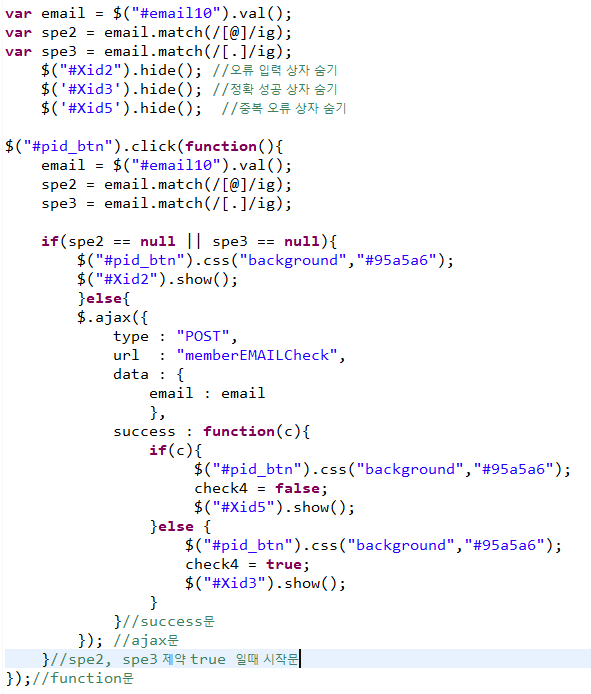 var email = $("#email10").val();
var spe2 = email.match(/[@]/ig);
var spe3 = email.match(/[.]/ig);
    $("#Xid2").hide(); //오류 입력 상자 숨기
    $('#Xid3').hide(); //정확 성공 상자 숨기
    $('#Xid5').hide();  //중복 오류 상자 숨기

$("#pid_btn").click(function(){
    email = $("#email10").val();
    spe2 = email.match(/[@]/ig);
    spe3 = email.match(/[.]/ig);

    if(spe2 == null || spe3 == null){
        $("#pid_btn").css("background","#95a5a6");
        $("#Xid2").show();
        }else{
        $.ajax({
            type : "POST",
            url  : "memberEMAILCheck",
            data : {
                email : email
                },
            success : function(c){
                if(c){
                     $("#pid_btn").css("background","#95a5a6");
                     check4 = false;
                     $("#Xid5").show();
                }else {
                    $("#pid_btn").css("background","#95a5a6");
                    check4 = true;
                    $("#Xid3").show();
                }
            }//success문
        }); //ajax문
    }//spe2, spe3 제약 true 일때 시작문
});//function문